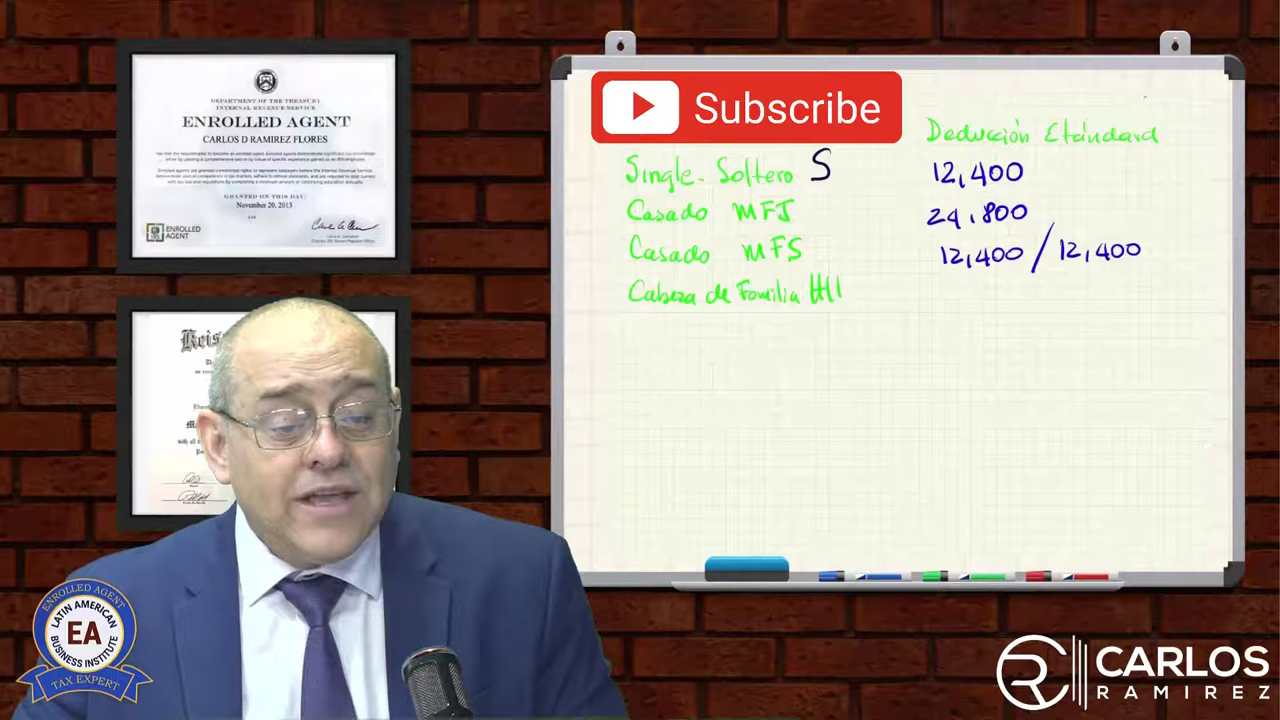 DEPARTMENT OF THE TREASURY
INTERNAL REVENUE SERVICE
ENROLLED AGENT
CARLOS D RAMIREZ FLORES
GRANTED ON THIS DAY:
November 20, 2013
ENROLLED
AGENT
Subscribe
Deducción Etándard
Single - Soltero S 12,400
Casado MFJ 24,800
Casado MFS 12,400 / 12,400
Cabeza de Familia HH
ENROLLED AGENT
LATIN AMERICAN
EA
BUSINESS INSTITUTE
TAX EXPERT
CARLOS
RAMIREZ